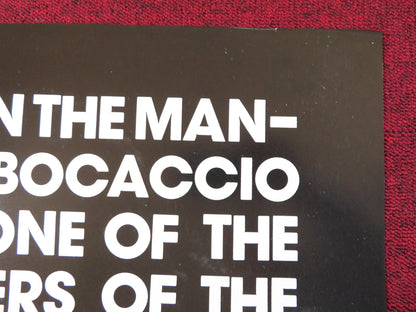 N THE MAN–
BOCACCIO
ONE OF THE
ERS OF THE